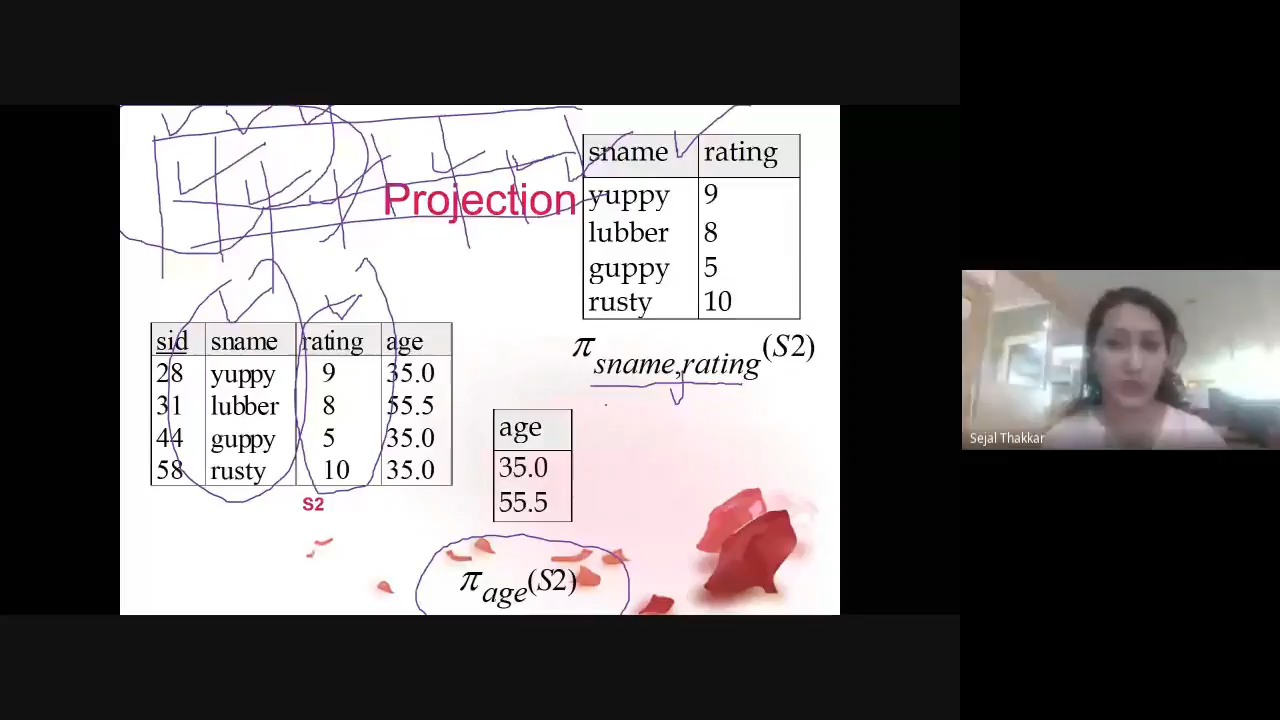 Projection
sname rating
yuppy 9
lubber 8
guppy 5
rusty 10
πsname,rating(S2)
sid sname rating age
28 yuppy 9 35.0
31 lubber 8 55.5
44 guppy 5 35.0
58 rusty 10 35.0
S2
age
35.0
55.5
πage(S2)
Sejal Thakkar